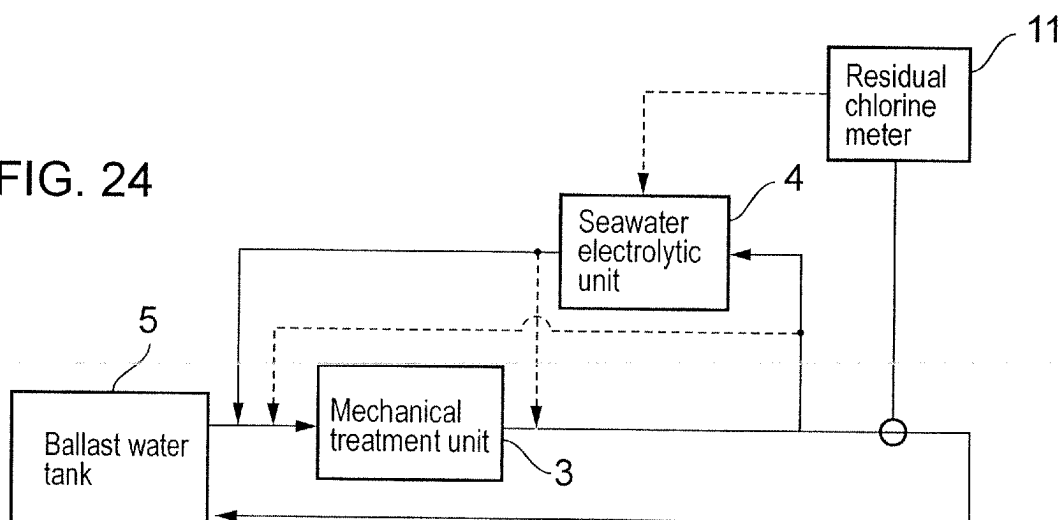 11
Residual
chlorine
meter
FIG. 24
4
Seawater
electrolytic
unit
5
Mechanical
treatment unit
Ballast water
tank
3